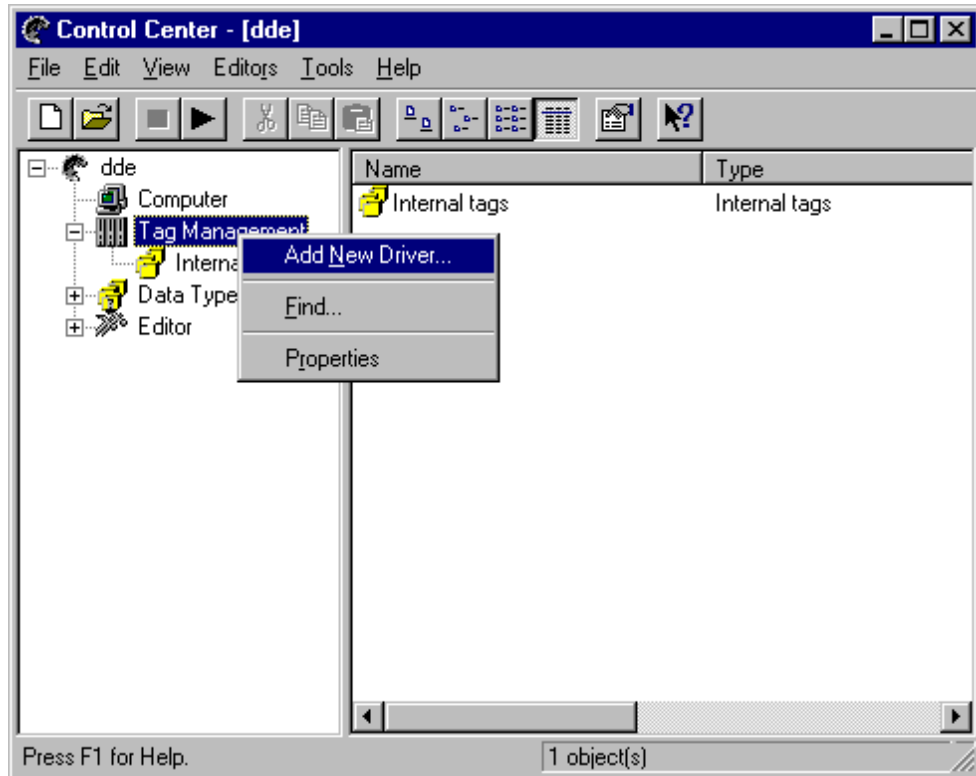 Control Center - [dde]
File Edit View Editors Tools Help
dde
Computer
Tag Management
Interna
Data Type
Editor
Add New Driver...
Find...
Properties
Name Type
Internal tags Internal tags
Press F1 for Help. 1 object(s)